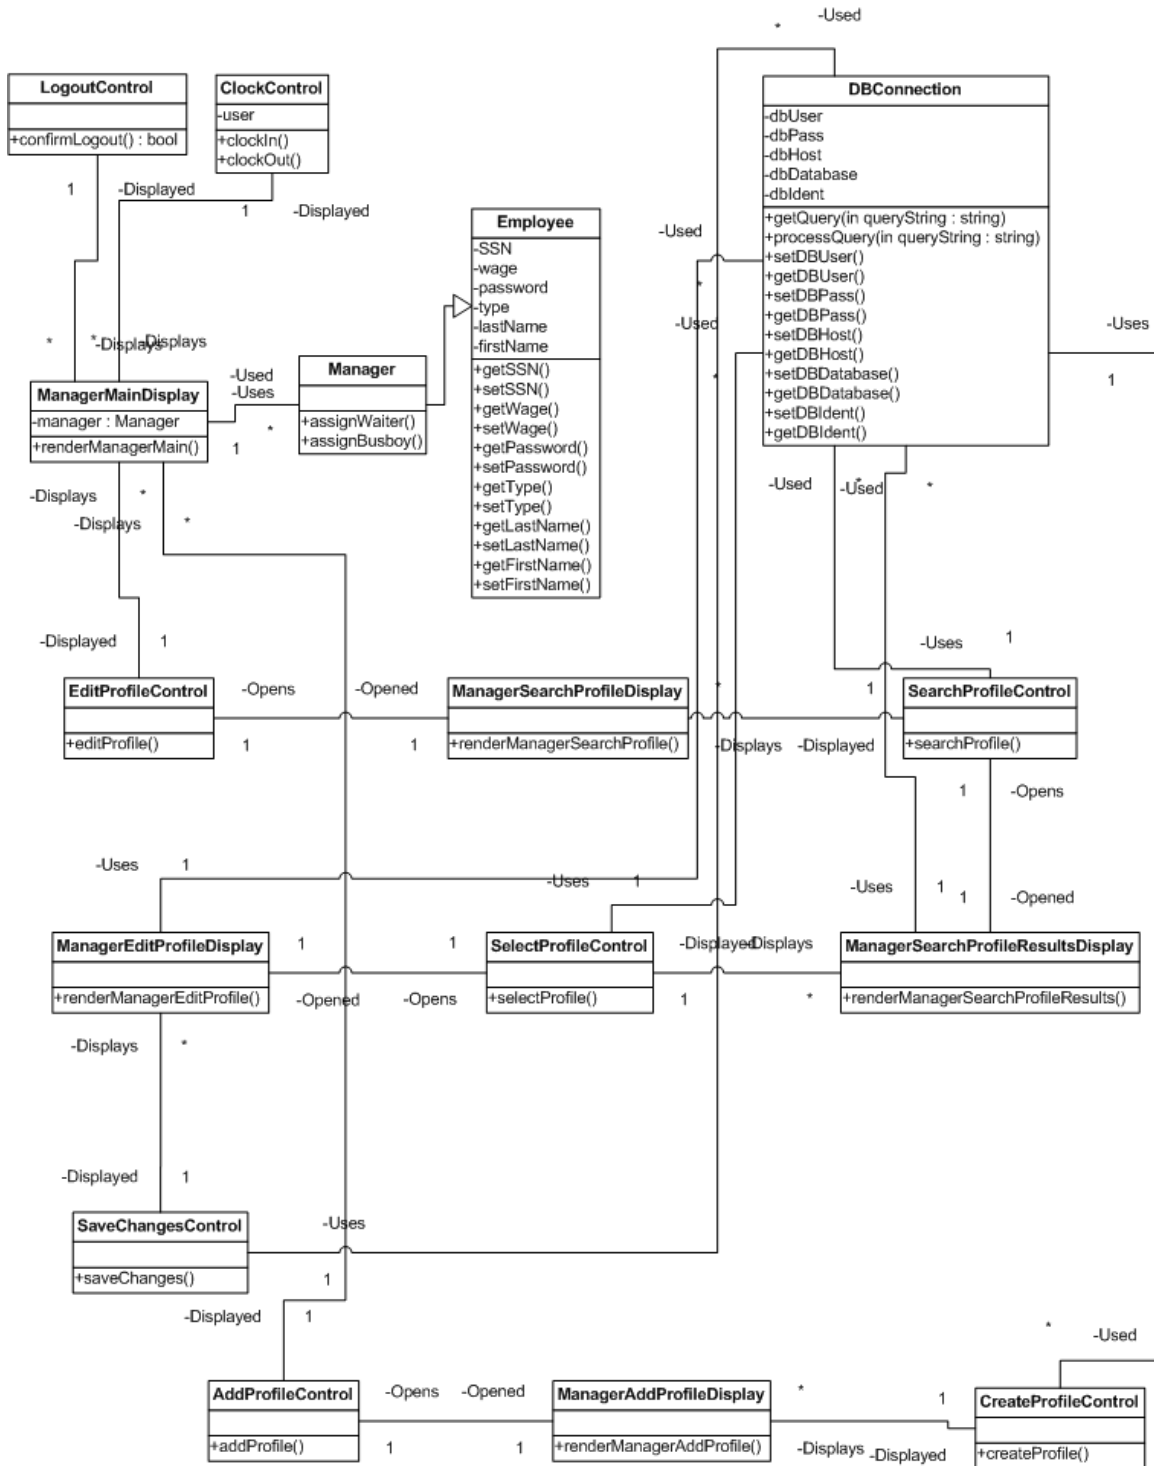 -Used
*
LogoutControl
+confirmLogout() : bool
ClockControl
-user
+clockIn()
+clockOut()
DBConnection
-dbUser
-dbPass
-dbHost
-dbDatabase
-dbIdent
+getQuery(in queryString : string)
+processQuery(in queryString : string)
+setDBUser()
+getDBUser()
+setDBPass()
+getDBPass()
+setDBHost()
+getDBHost()
+setDBDatabase()
+getDBDatabase()
+setDBIdent()
+getDBIdent()
1
-Displayed
1
-Displayed
Employee
-SSN
-wage
-password
-type
-lastName
-firstName
+getSSN()
+setSSN()
+getWage()
+setWage()
+getPassword()
+setPassword()
+getType()
+setType()
+getLastName()
+setLastName()
+getFirstName()
+setFirstName()
-Used
*
-Used
*
-Uses
1
*
*
-Displays
-Displays
ManagerMainDisplay
-manager : Manager
+renderManagerMain()
-Used
-Uses
1
*
Manager
+assignWaiter()
+assignBusboy()
-Displays
*
-Displays
*
-Used
*
-Used
*
-Displayed
1
-Uses
1
EditProfileControl
+editProfile()
-Opens
-Opened
1
1
ManagerSearchProfileDisplay
+renderManagerSearchProfile()
*
1
-Displays
-Displayed
SearchProfileControl
+searchProfile()
1
-Opens
-Uses
1
-Uses
1
-Uses
1
1
-Opened
ManagerEditProfileDisplay
+renderManagerEditProfile()
1
1
-Opened
-Opens
SelectProfileControl
+selectProfile()
-Displayed
-Displays
1
*
ManagerSearchProfileResultsDisplay
+renderManagerSearchProfileResults()
-Displays
*
-Displayed
1
SaveChangesControl
+saveChanges()
-Uses
1
-Displayed
1
*
-Used
AddProfileControl
+addProfile()
-Opens
-Opened
1
1
ManagerAddProfileDisplay
+renderManagerAddProfile()
*
1
-Displays
-Displayed
CreateProfileControl
+createProfile()